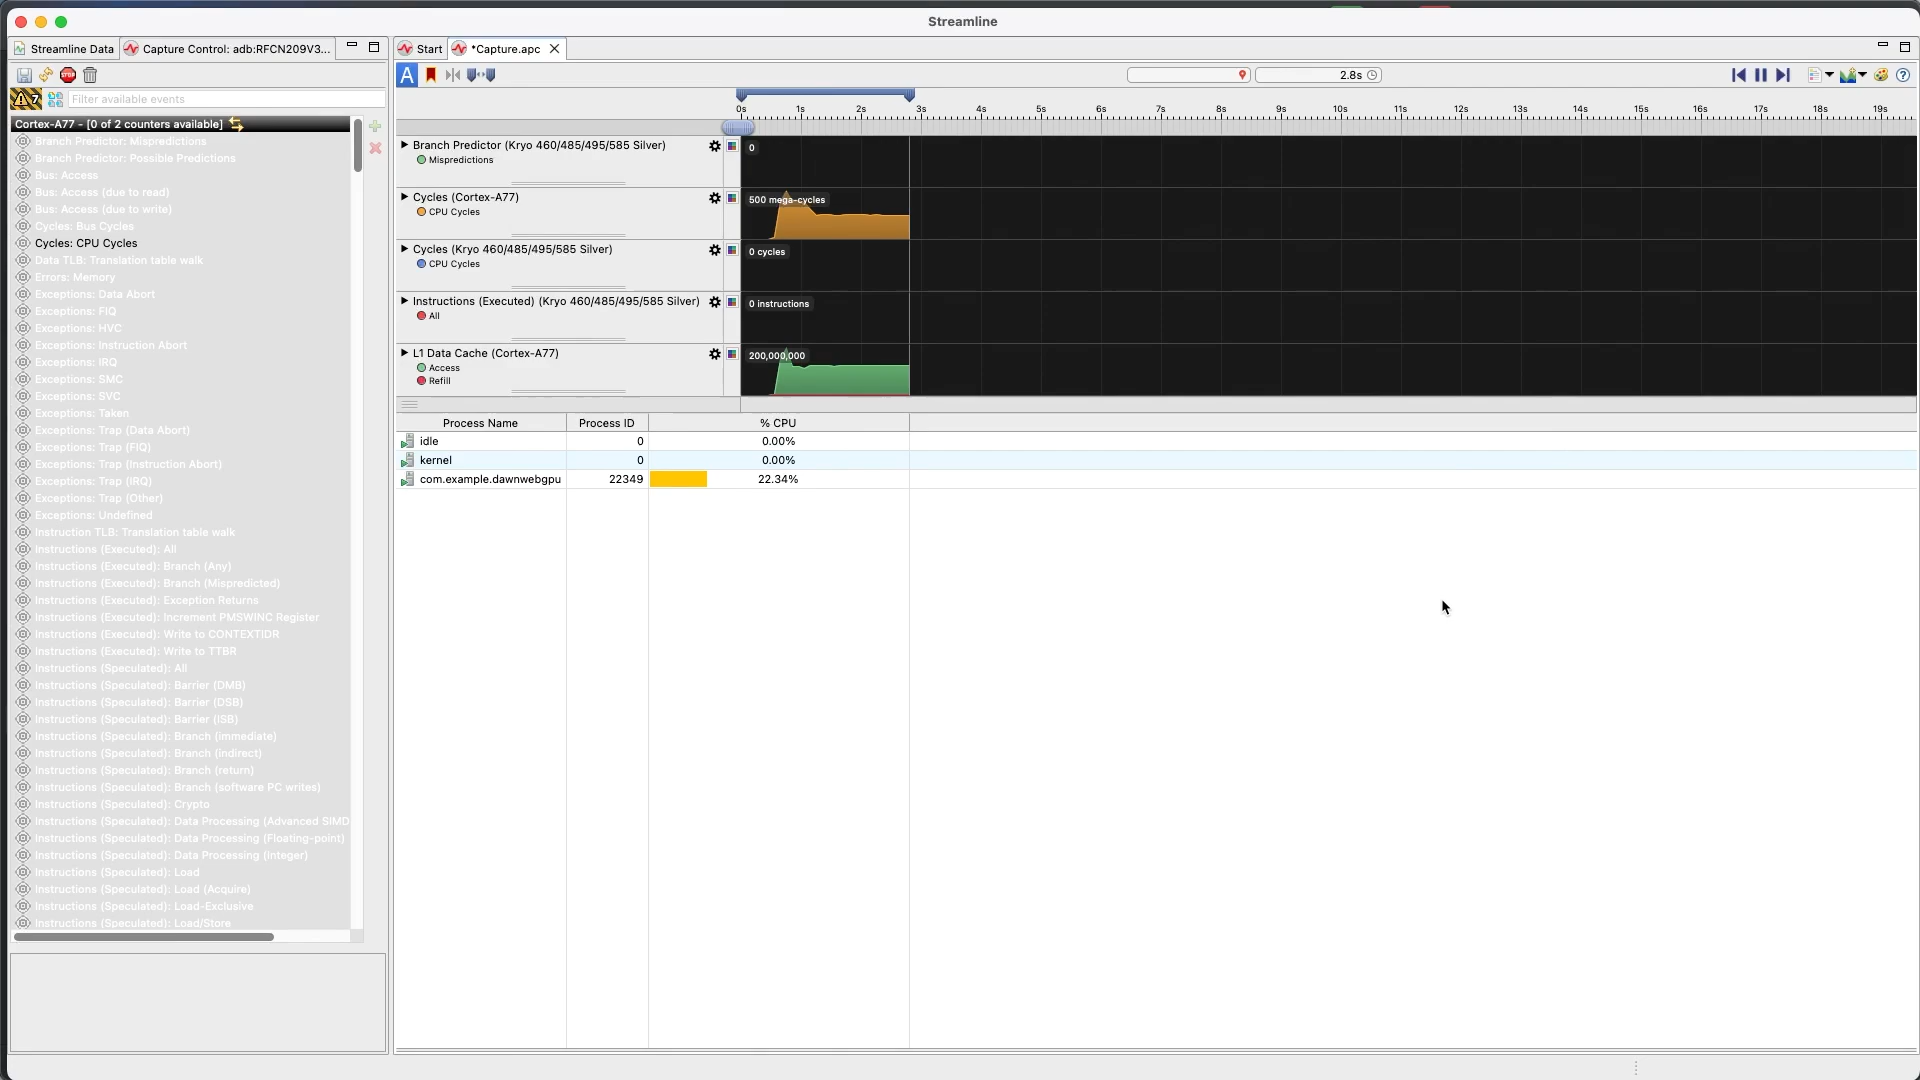 Streamline
Streamline Data
Capture Control: adb:RFCN209V3...
Start
*Capture.apc
STOP
A
2.8s
7
Filter available events
0s 1s 2s 3s 4s 5s 6s 7s 8s 9s 10s 11s 12s 13s 14s 15s 16s 17s 18s 19s
Cortex-A77 - [0 of 2 counters available]
Branch Predictor: Mispredictions
Branch Predictor: Possible Predictions
Bus: Access
Bus: Access (due to read)
Bus: Access (due to write)
Cycles: Bus Cycles
Cycles: CPU Cycles
Data TLB: Translation table walk
Errors: Memory
Exceptions: Data Abort
Exceptions: FIQ
Exceptions: HVC
Exceptions: Instruction Abort
Exceptions: IRQ
Exceptions: SMC
Exceptions: SVC
Exceptions: Taken
Exceptions: Trap (Data Abort)
Exceptions: Trap (FIQ)
Exceptions: Trap (Instruction Abort)
Exceptions: Trap (IRQ)
Exceptions: Trap (Other)
Exceptions: Undefined
Instruction TLB: Translation table walk
Instructions (Executed): All
Instructions (Executed): Branch (Any)
Instructions (Executed): Branch (Mispredicted)
Instructions (Executed): Exception Returns
Instructions (Executed): Increment PMSWINC Register
Instructions (Executed): Write to CONTEXTIDR
Instructions (Executed): Write to TTBR
Instructions (Speculated): All
Instructions (Speculated): Barrier (DMB)
Instructions (Speculated): Barrier (DSB)
Instructions (Speculated): Barrier (ISB)
Instructions (Speculated): Branch (immediate)
Instructions (Speculated): Branch (indirect)
Instructions (Speculated): Branch (return)
Instructions (Speculated): Branch (software PC writes)
Instructions (Speculated): Crypto
Instructions (Speculated): Data Processing (Advanced SIMD
Instructions (Speculated): Data Processing (Floating-point)
Instructions (Speculated): Data Processing (Integer)
Instructions (Speculated): Load
Instructions (Speculated): Load (Acquire)
Instructions (Speculated): Load-Exclusive
Instructions (Speculated): Load/Store
Branch Predictor (Kryo 460/485/495/585 Silver)
Mispredictions
0
Cycles (Cortex-A77)
CPU Cycles
500 mega-cycles
Cycles (Kryo 460/485/495/585 Silver)
CPU Cycles
0 cycles
Instructions (Executed) (Kryo 460/485/495/585 Silver)
All
0 instructions
L1 Data Cache (Cortex-A77)
Access
Refill
200,000,000
Process Name Process ID % CPU
idle 0 0.00%
kernel 0 0.00%
com.example.dawnwebgpu 22349 22.34%